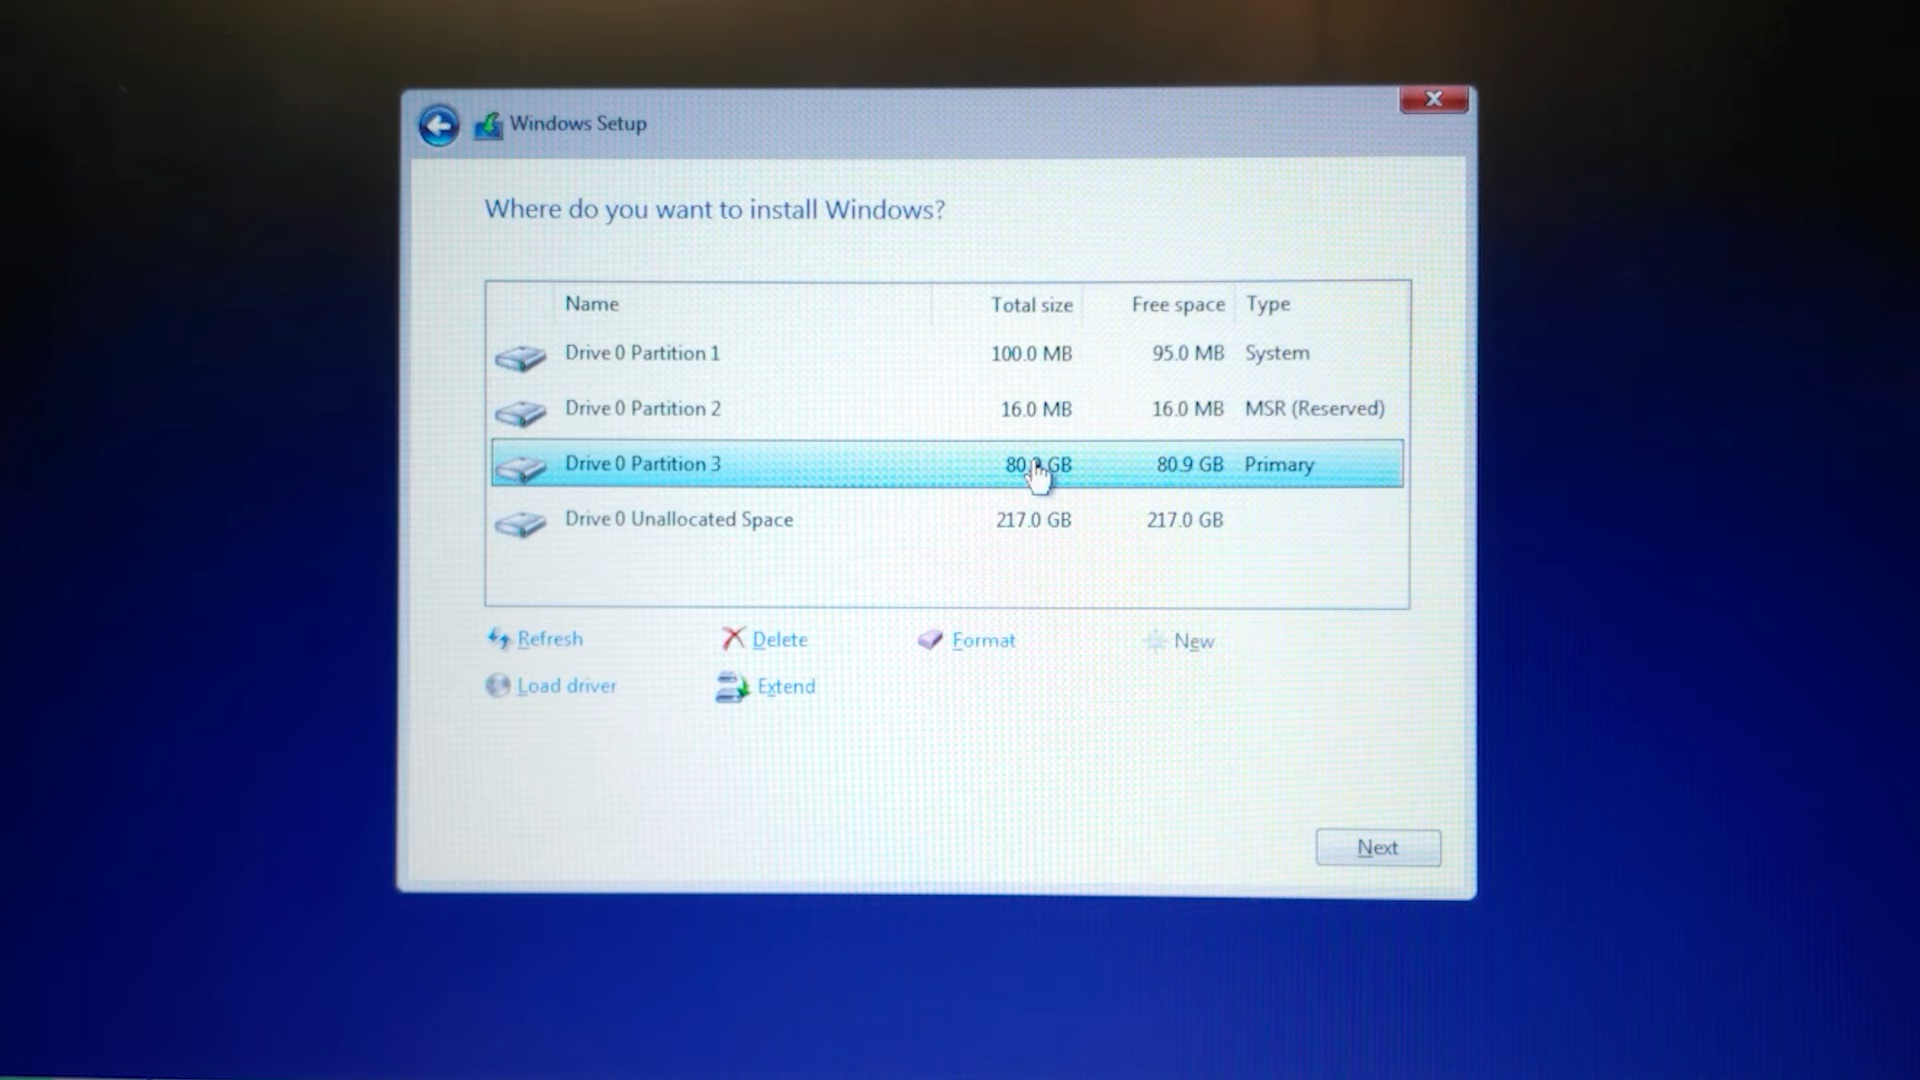 Windows Setup
Where do you want to install Windows?
Name Total size Free space Type
Drive 0 Partition 1 100.0 MB 95.0 MB System
Drive 0 Partition 2 16.0 MB 16.0 MB MSR (Reserved)
Drive 0 Partition 3 GB 80.9 GB Primary
Drive 0 Unallocated Space 217.0 GB 217.0 GB
Refresh Delete Format New
Load driver Extend
Next